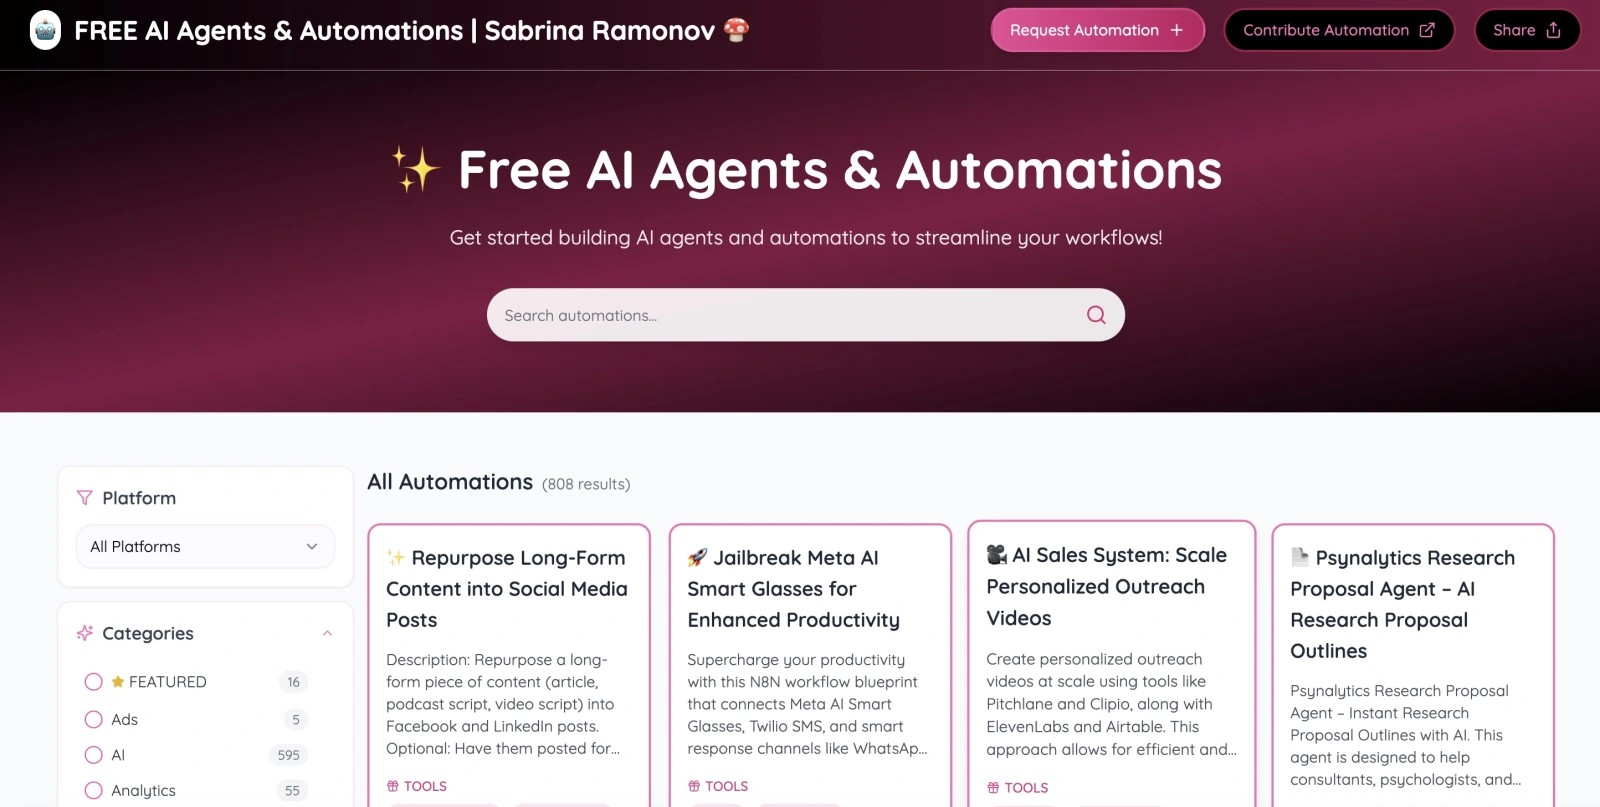 FREE AI Agents & Automations | Sabrina Ramonov 🍄
Request Automation +
Contribute Automation
Share
✨ Free AI Agents & Automations
Get started building AI agents and automations to streamline your workflows!
Search automations...
Platform
All Platforms
Categories
⭐ FEATURED 16
Ads 5
AI 595
Analytics 55
All Automations (808 results)
✨ Repurpose Long-Form
Content into Social Media
Posts
Description: Repurpose a long-
form piece of content (article,
podcast script, video script) into
Facebook and LinkedIn posts.
Optional: Have them posted for...
TOOLS
🚀 Jailbreak Meta AI
Smart Glasses for
Enhanced Productivity
Supercharge your productivity
with this N8N workflow blueprint
that connects Meta AI Smart
Glasses, Twilio SMS, and smart
response channels like WhatsAp...
TOOLS
🎥 AI Sales System: Scale
Personalized Outreach
Videos
Create personalized outreach
videos at scale using tools like
Pitchlane and Clipio, along with
ElevenLabs and Airtable. This
approach allows for efficient and...
TOOLS
Psynalytics Research
Proposal Agent – AI
Research Proposal
Outlines
Psynalytics Research Proposal
Agent – Instant Research
Proposal Outlines with AI. This
agent is designed to help
consultants, psychologists, and...